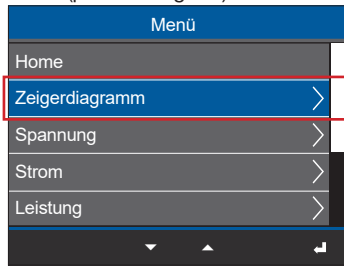 Menü
Home
Zeigerdiagramm
Spannung
Strom
Leistung